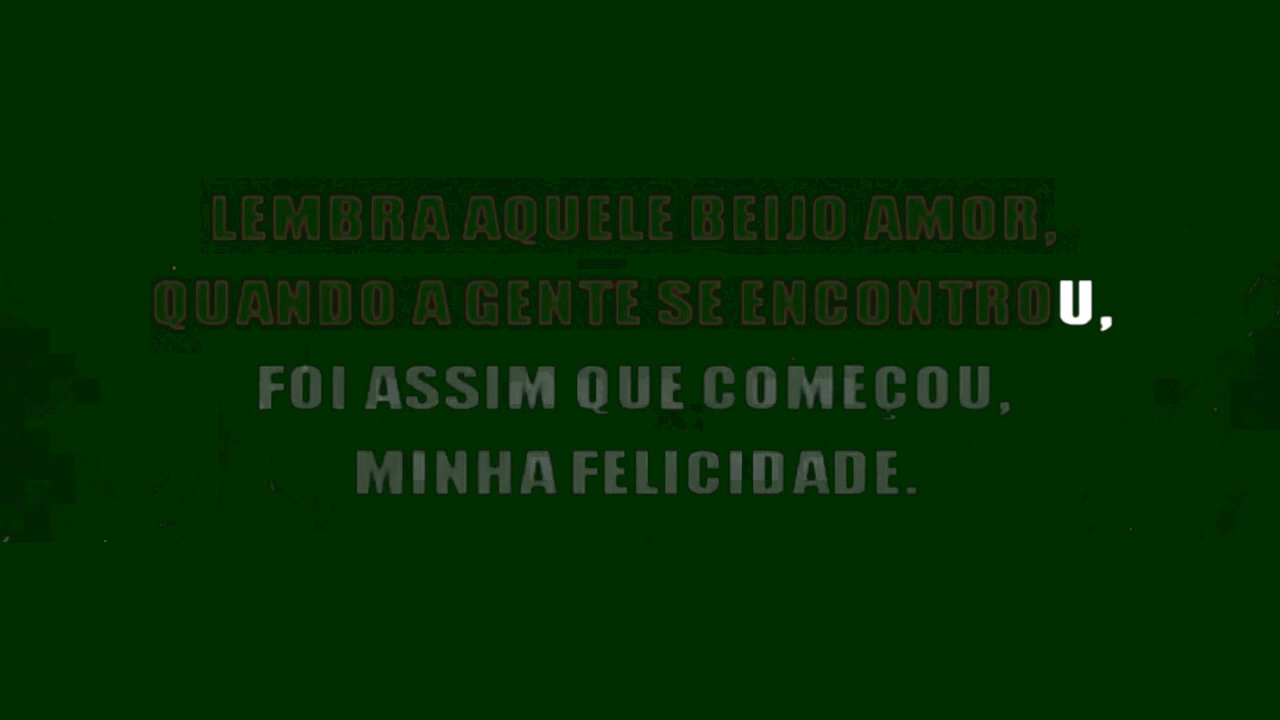 LEMBRA AQUELE BEIJO AMOR,
QUANDO A GENTE SE ENCONTROU,
FOI ASSIM QUE COMEÇOU,
MINHA FELICIDADE.